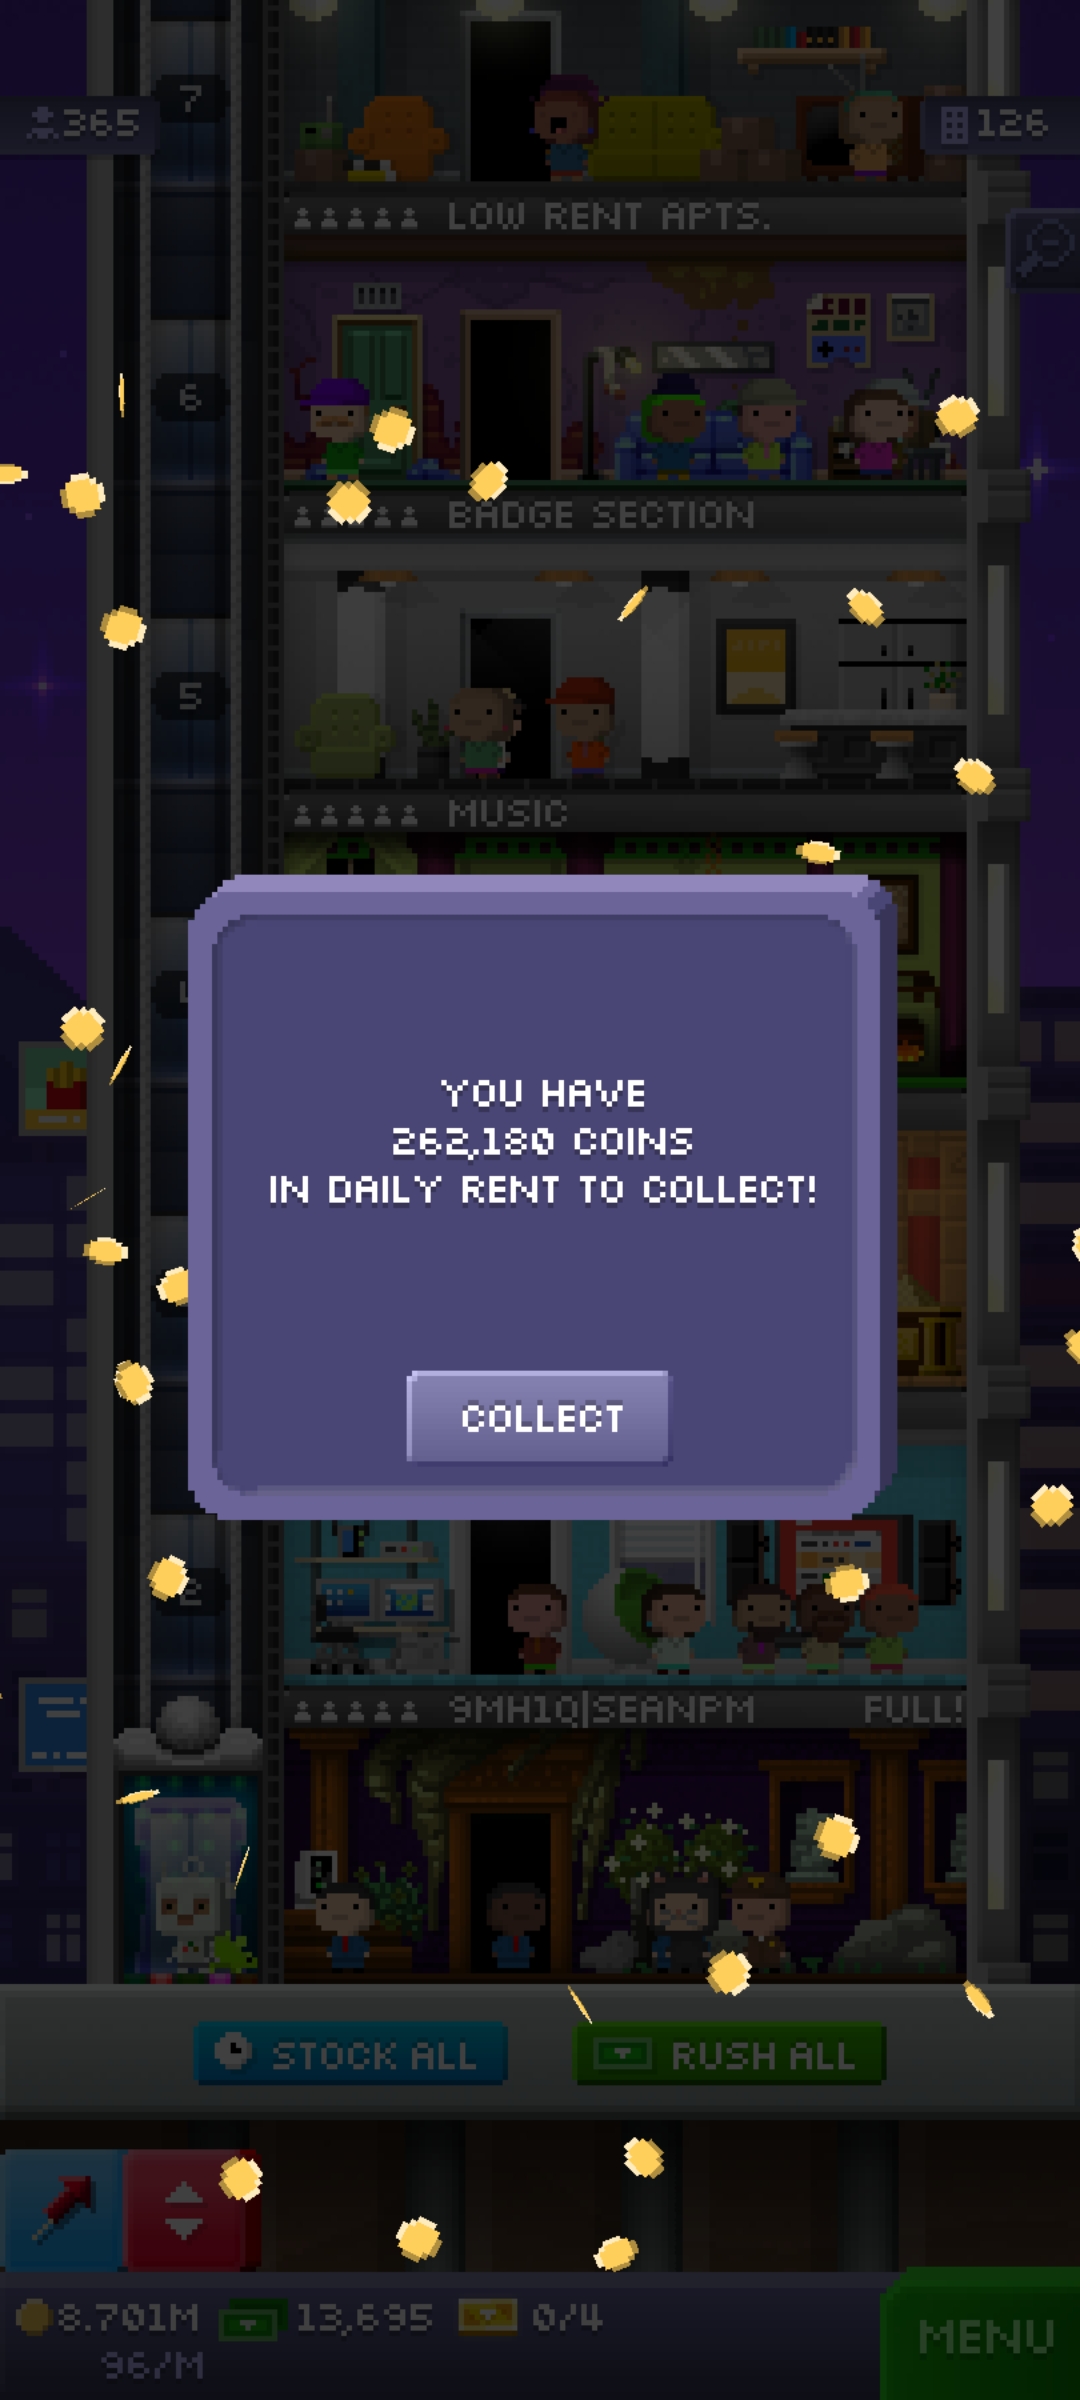 7
365
126
LOW RENT APTS.
6
BADGE SECTION
5
MUSIC
YOU HAVE
262,180 COINS
IN DAILY RENT TO COLLECT!
COLLECT
2
9MH1Q|SEANPM FULL!
STOCK ALL
RUSH ALL
8.701M 13,695 0/4
96/M
MENU